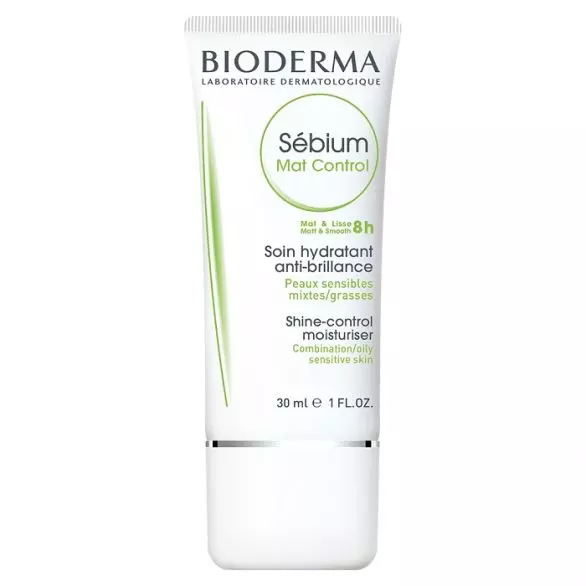 BIODERMA
LABORATOIRE DERMATOLOGIQUE
Sébium
Mat Control
Mat & Lisse
Matt & Smooth 8h
Soin hydratant
anti-brillance
Peaux sensibles
mixtes/grasses
Shine-control
moisturiser
Combination/oily
sensitive skin
30 ml e 1 FL.OZ.